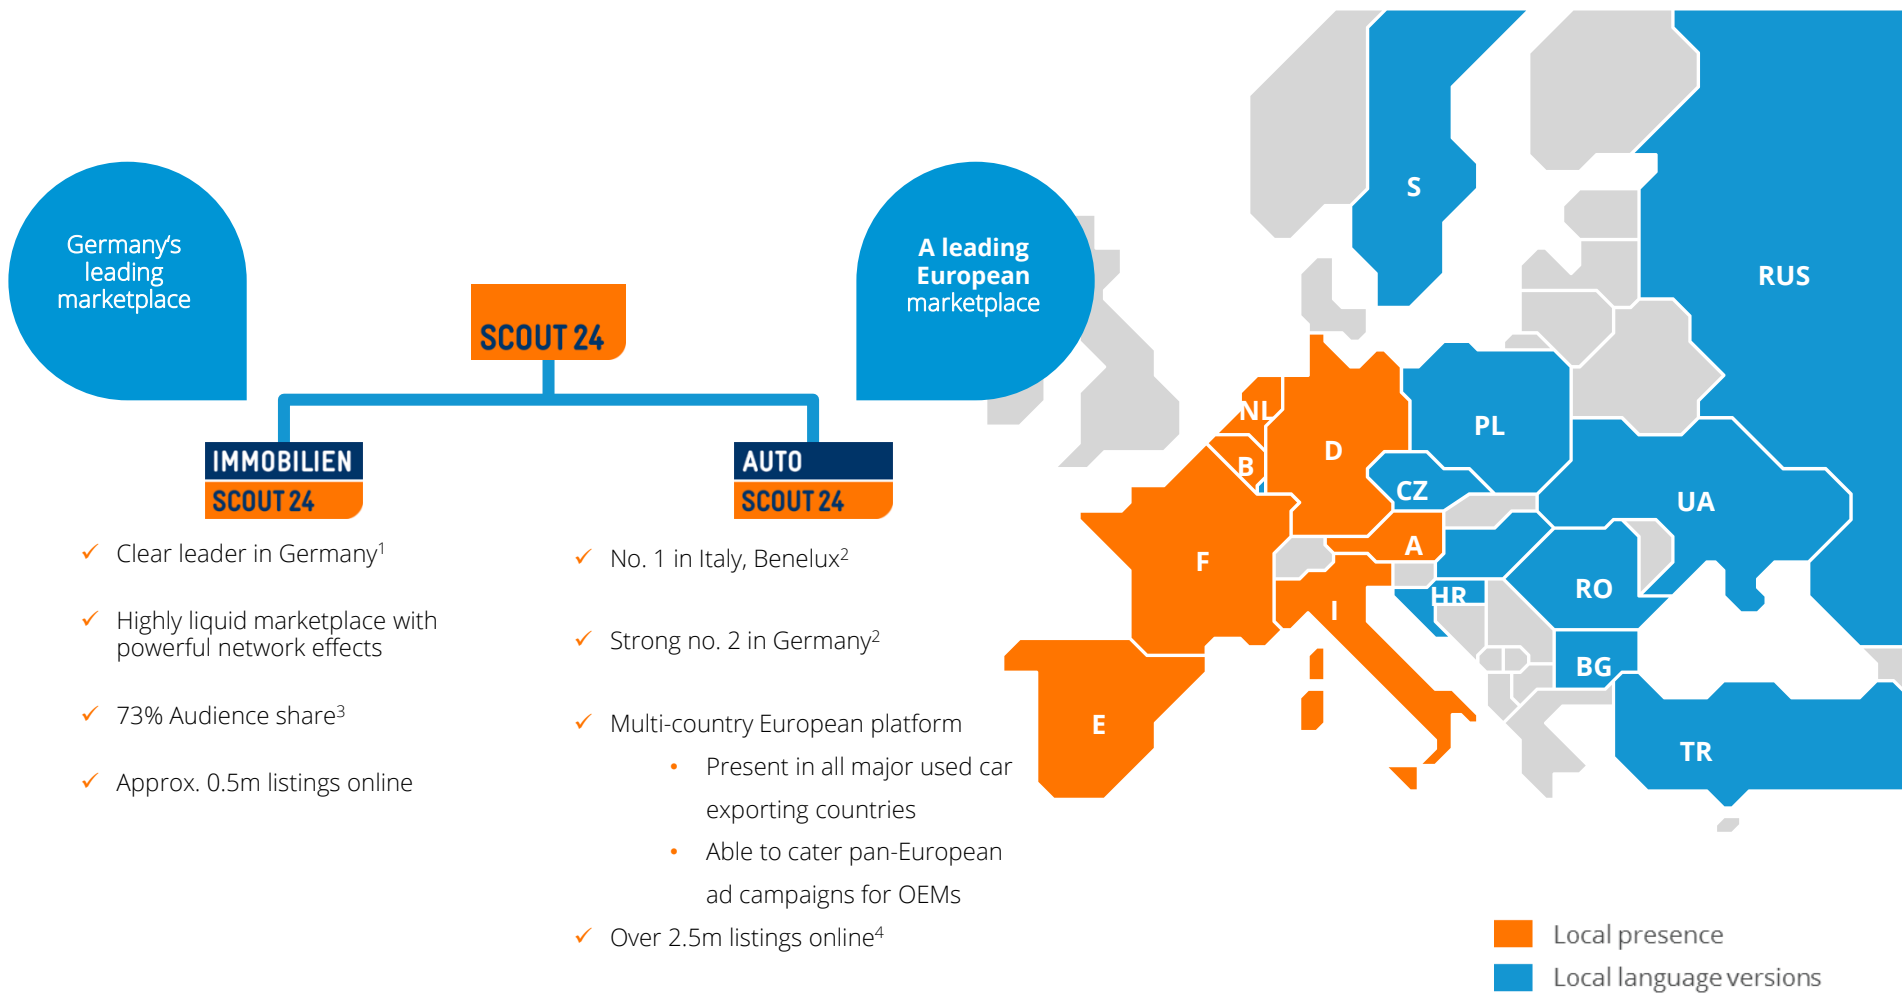 Germany‘s
leading
marketplace
SCOUT 24
A leading
European
marketplace
IMMOBILIEN
SCOUT 24
✓ Clear leader in Germany¹
✓ Highly liquid marketplace with
powerful network effects
✓ 73% Audience share³
✓ Approx. 0.5m listings online
AUTO
SCOUT 24
✓ No. 1 in Italy, Benelux²
✓ Strong no. 2 in Germany²
✓ Multi-country European platform
• Present in all major used car
exporting countries
• Able to cater pan-European
ad campaigns for OEMs
✓ Over 2.5m listings online⁴
S
RUS
NL
D
PL
B
CZ
UA
A
F
HR
RO
I
BG
E
TR
Local presence
Local language versions